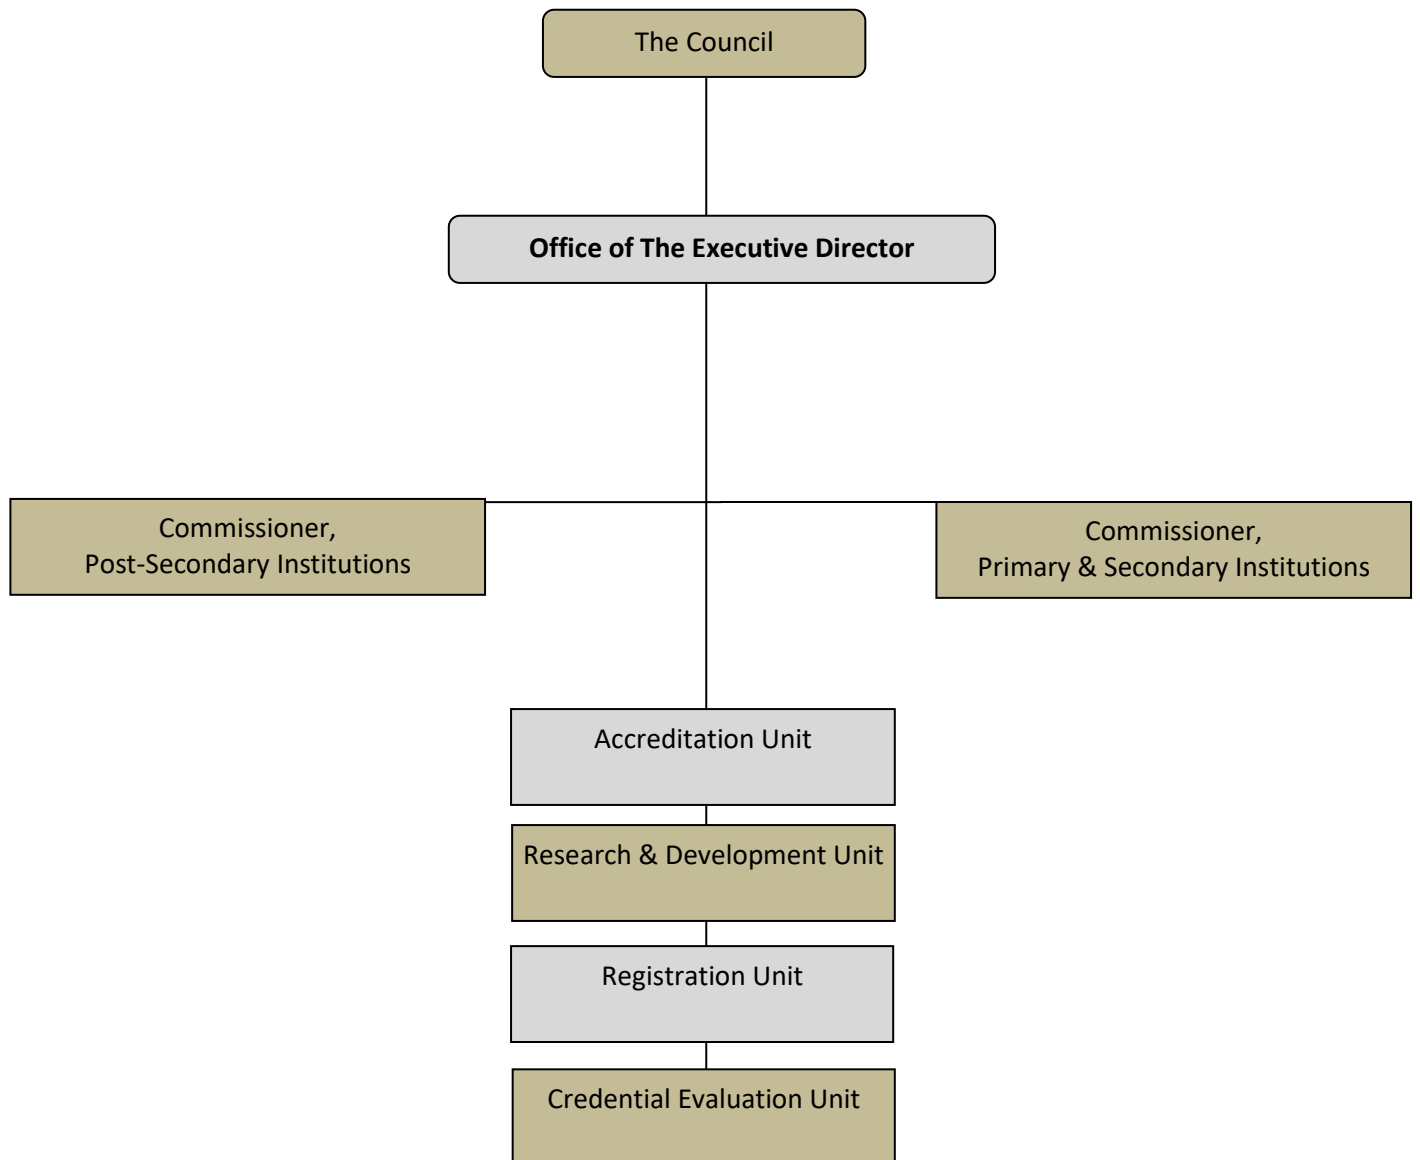 The Council
Office of The Executive Director
Commissioner,
Post-Secondary Institutions
Commissioner,
Primary & Secondary Institutions
Accreditation Unit
Research & Development Unit
Registration Unit
Credential Evaluation Unit